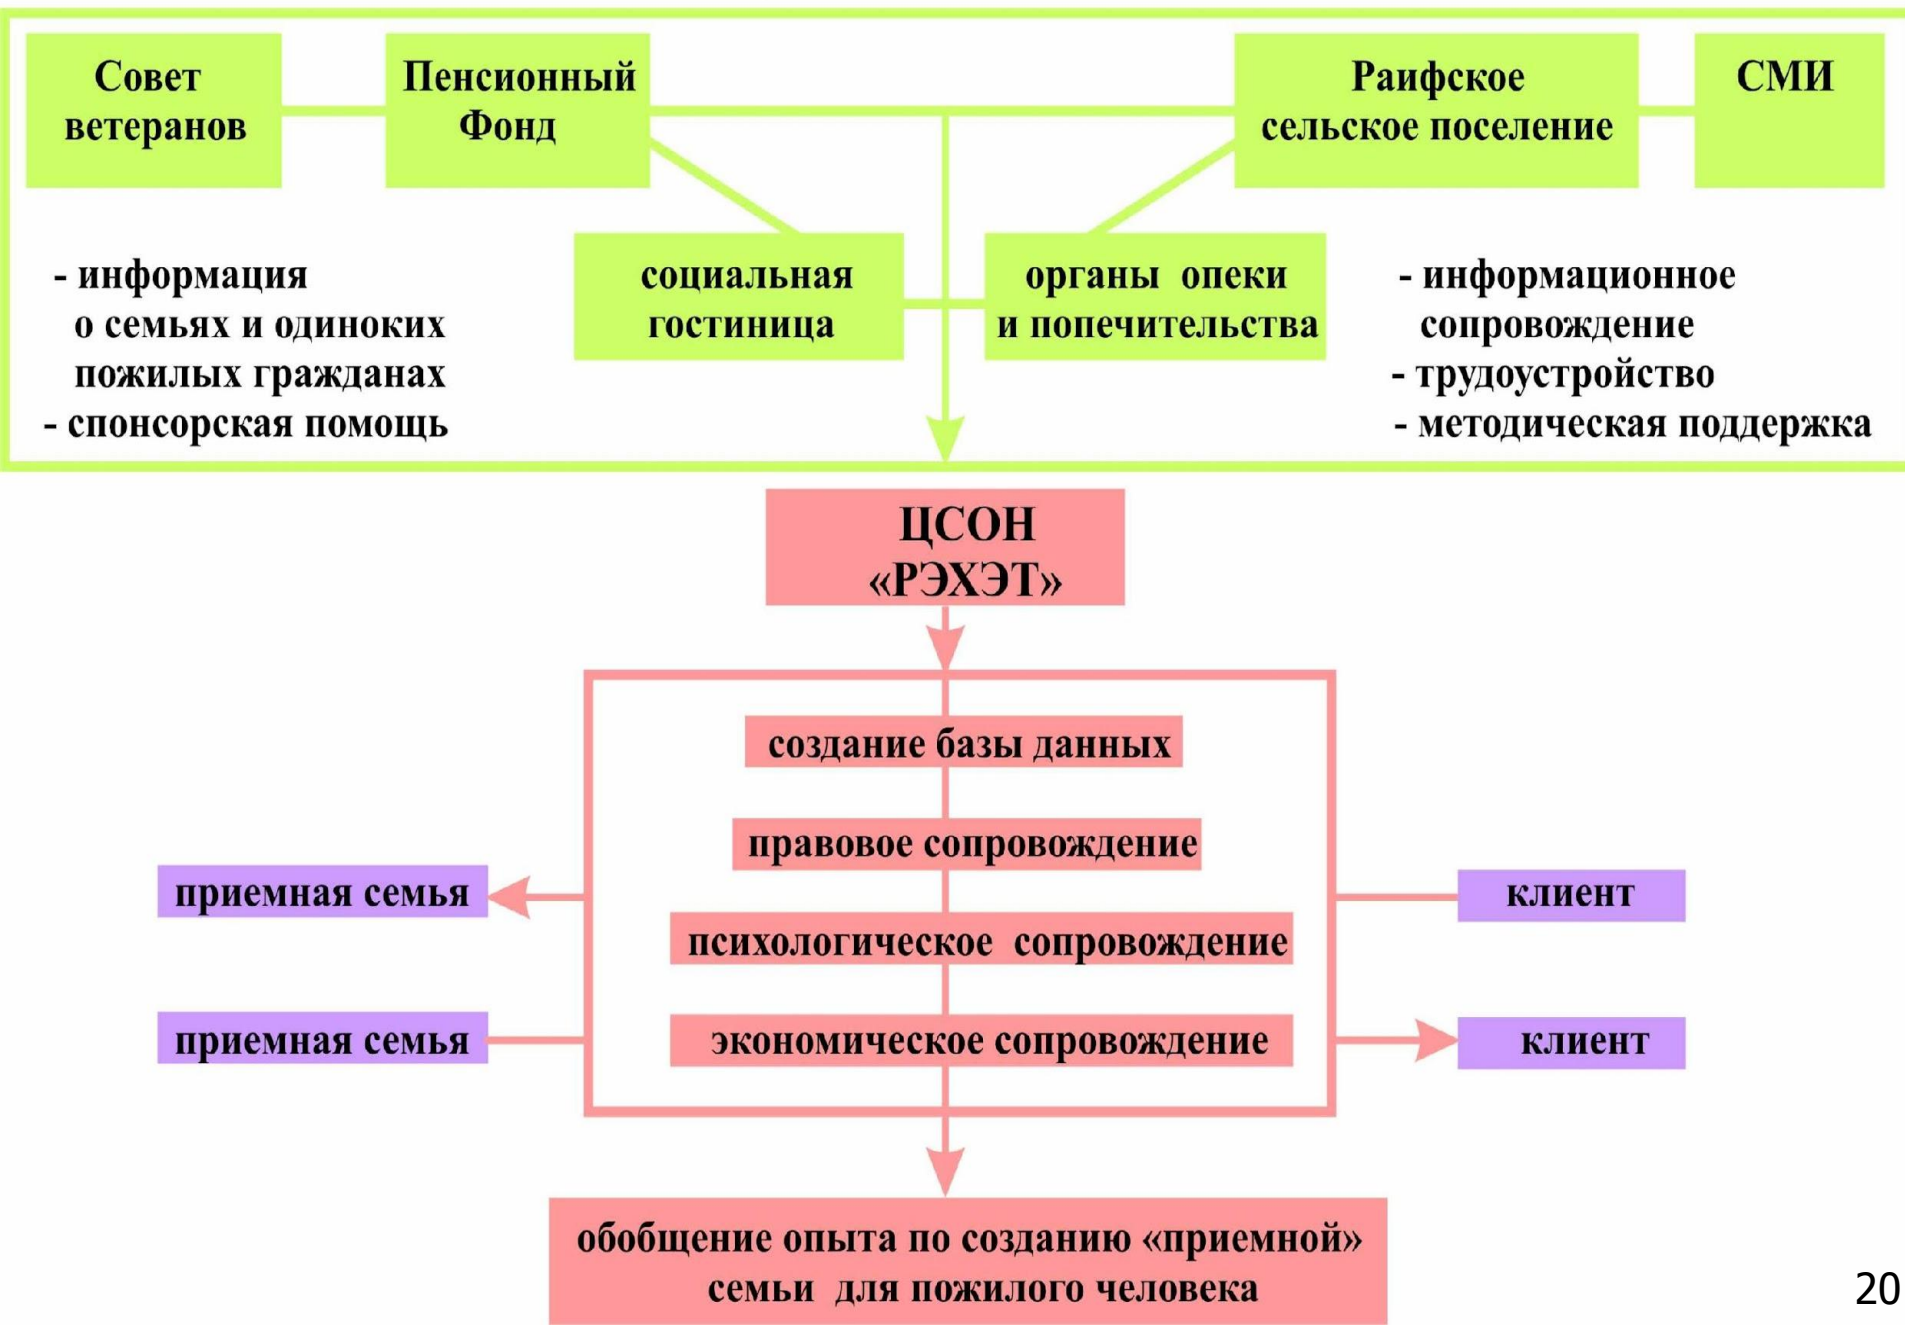 Совет
ветеранов
Пенсионный
Фонд
Раифское
сельское поселение
СМИ
- информация
о семьях и одиноких
пожилых гражданах
- спонсорская помощь
социальная
гостиница
органы опеки
и попечительства
- информационное
сопровождение
- трудоустройство
- методическая поддержка
ЦСОН
«РЭХЭТ»
создание базы данных
правовое сопровождение
приемная семья
клиент
психологическое сопровождение
приемная семья
экономическое сопровождение
клиент
обобщение опыта по созданию «приемной»
семьи для пожилого человека
20